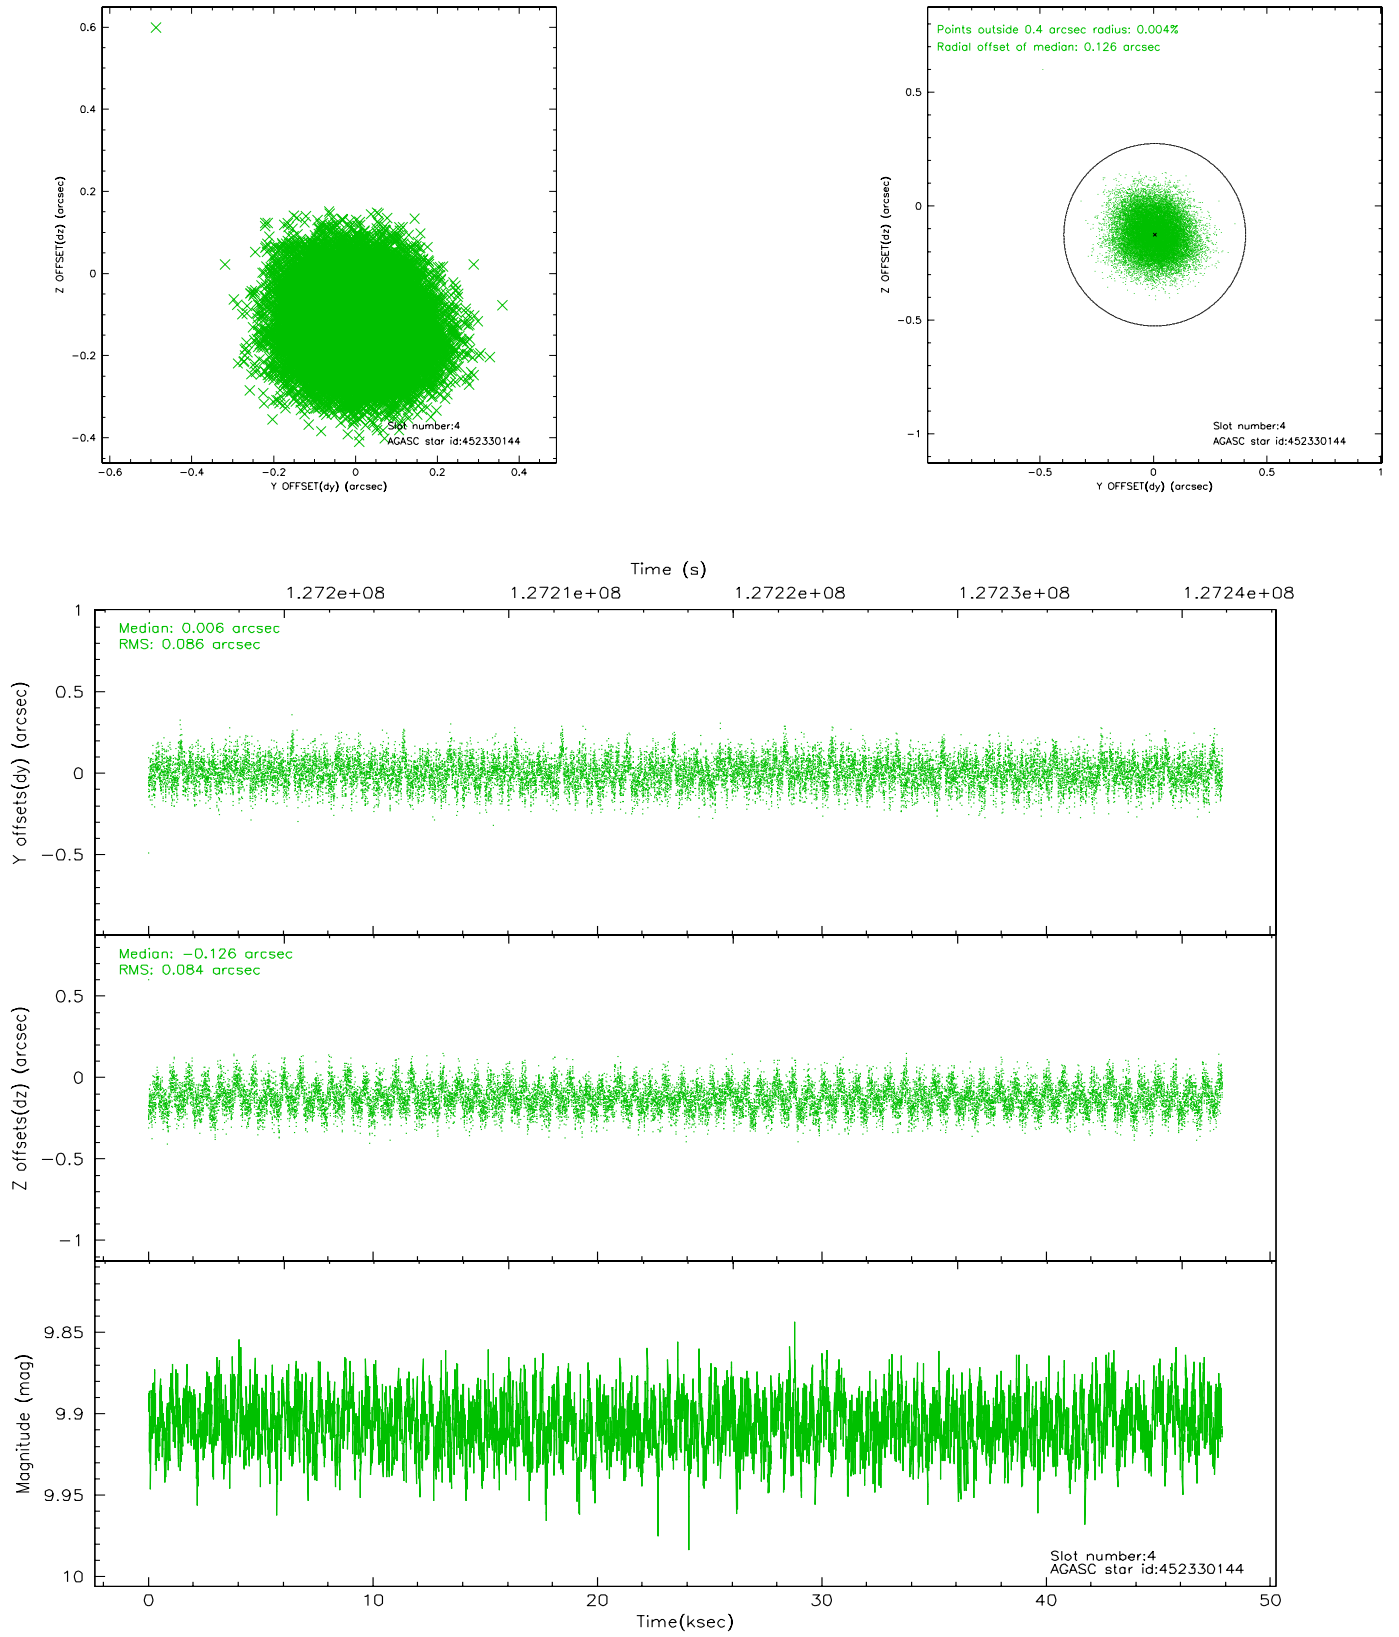 0.6
0.4
0.2
0
−0.2
−0.4
−0.6
−0.4
−0.2
0
0.2
0.4
Z OFFSET(dz) (arcsec)
Y OFFSET(dy) (arcsec)
Slot number:4
AGASC star id:452330144
Points outside 0.4 arcsec radius: 0.004%
Radial offset of median: 0.126 arcsec
0.5
0
−0.5
−1
−0.5
0
0.5
1
Z OFFSET(dz) (arcsec)
Y OFFSET(dy) (arcsec)
Slot number:4
AGASC star id:452330144
Time (s)
1.272e+08
1.2721e+08
1.2722e+08
1.2723e+08
1.2724e+08
Median: 0.006 arcsec
RMS: 0.086 arcsec
1
0.5
0
−0.5
Y offsets(dy) (arcsec)
Median: −0.126 arcsec
RMS: 0.084 arcsec
0.5
0
−0.5
−1
Z offsets(dz) (arcsec)
9.85
9.9
9.95
10
Magnitude (mag)
Slot number:4
AGASC star id:452330144
0
10
20
30
40
50
Time(ksec)